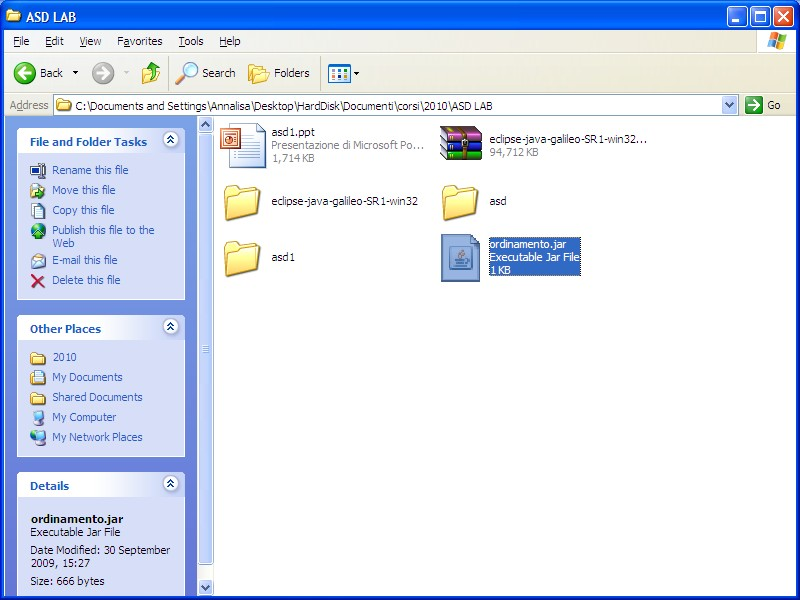 ASD LAB
File Edit View Favorites Tools Help
Back Search Folders
Address C:\Documents and Settings\Annalisa\Desktop\HardDisk\Documenti\corsi\2010\ASD LAB Go
File and Folder Tasks
Rename this file
Move this file
Copy this file
Publish this file to the
Web
E-mail this file
Delete this file
Other Places
2010
My Documents
Shared Documents
My Computer
My Network Places
Details
ordinamento.jar
Executable Jar File
Date Modified: 30 September
2009, 15:27
Size: 666 bytes
asd1.ppt
Presentazione di Microsoft Po...
1,714 KB
eclipse-java-galileo-SR1-win32...
94,712 KB
eclipse-java-galileo-SR1-win32
asd
asd1
ordinamento.jar
Executable Jar File
1 KB